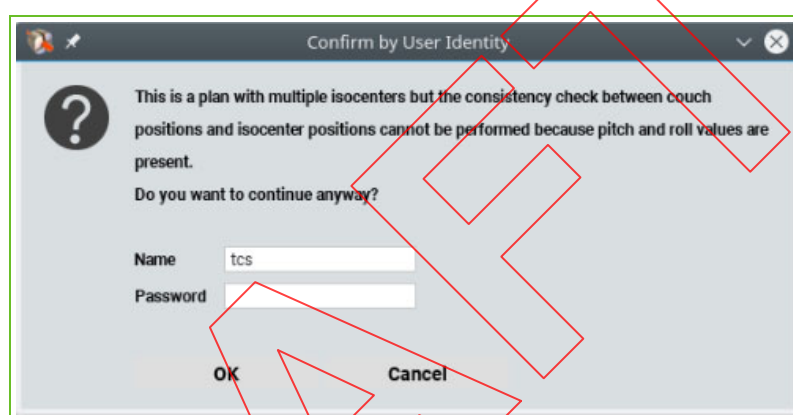 Confirm by User Identity
This is a plan with multiple isocenters but the consistency check between couch
positions and isocenter positions cannot be performed because pitch and roll values are
present.
Do you want to continue anyway?
Name tcs
Password
OK Cancel